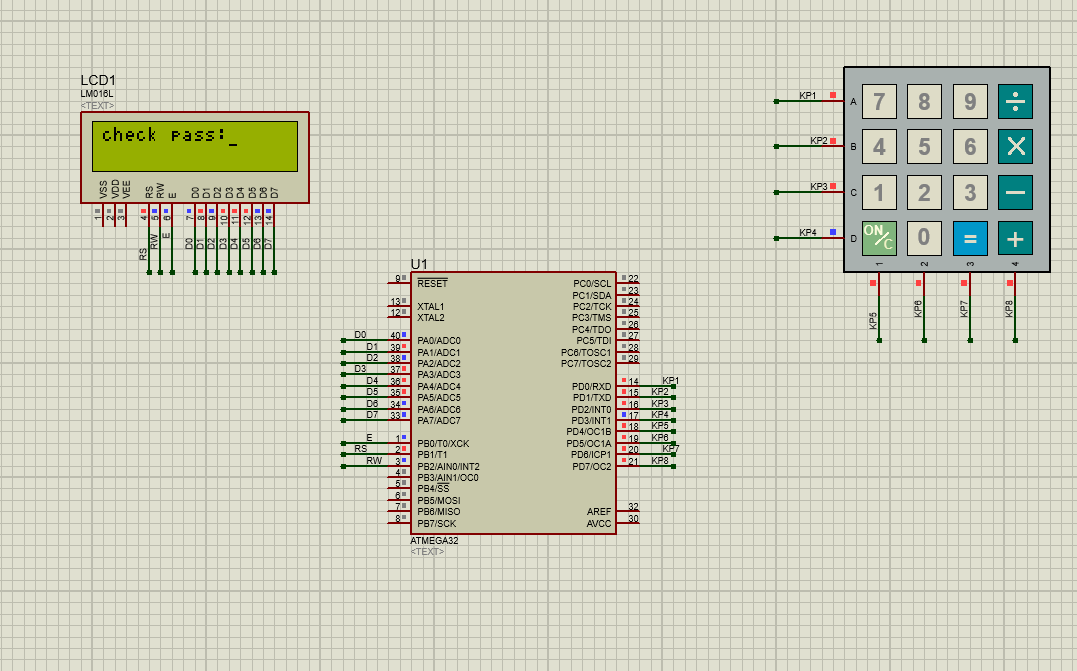 LCD1
LM016L
<TEXT>
check pass:_
VSS VDD VEE RS RW E D0 D1 D2 D3 D4 D5 D6 D7
1 2 3 4 5 6 7 8 9 10 11 12 13 14
RS RW E D0 D1 D2 D3 D4 D5 D6 D7
KP1 A 7 8 9 ÷
KP2 B 4 5 6 ×
KP3 C 1 2 3 −
KP4 D ON/C 0 = +
1 2 3 4
KP5 KP6 KP7 KP8
U1
9 RESET PC0/SCL 22
PC1/SDA 23
13 XTAL1 PC2/TCK 24
12 XTAL2 PC3/TMS 25
PC4/TDO 26
D0 40 PA0/ADC0 PC5/TDI 27
D1 39 PA1/ADC1 PC6/TOSC1 28
D2 38 PA2/ADC2 PC7/TOSC2 29
D3 37 PA3/ADC3
D4 36 PA4/ADC4 PD0/RXD 14 KP1
D5 35 PA5/ADC5 PD1/TXD 15 KP2
D6 34 PA6/ADC6 PD2/INT0 16 KP3
D7 33 PA7/ADC7 PD3/INT1 17 KP4
PD4/OC1B 18 KP5
E 1 PB0/T0/XCK PD5/OC1A 19 KP6
RS 2 PB1/T1 PD6/ICP1 20 KP7
RW 3 PB2/AIN0/INT2 PD7/OC2 21 KP8
4 PB3/AIN1/OC0
5 PB4/SS
6 PB5/MOSI
7 PB6/MISO AREF 32
8 PB7/SCK AVCC 30
ATMEGA32
<TEXT>